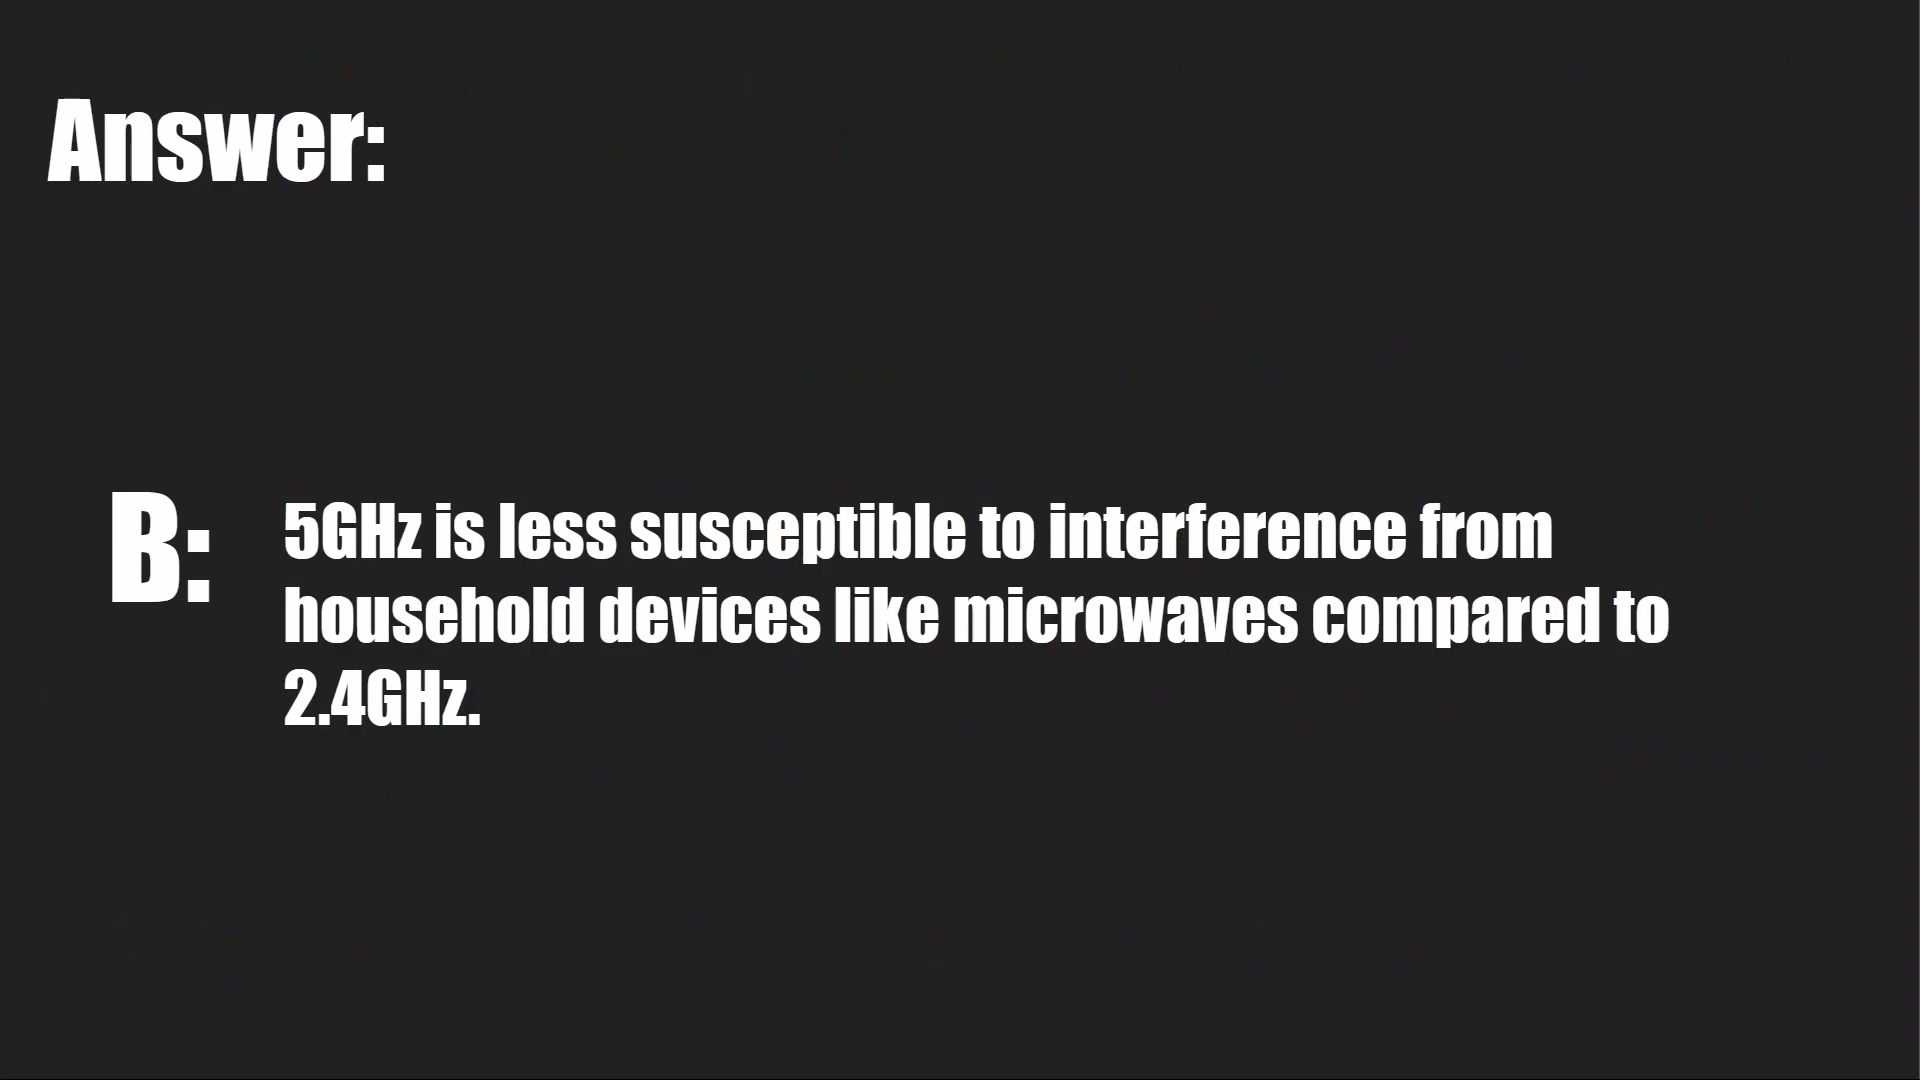 Answer:
B:
5GHz is less susceptible to interference from
household devices like microwaves compared to
2.4GHz.